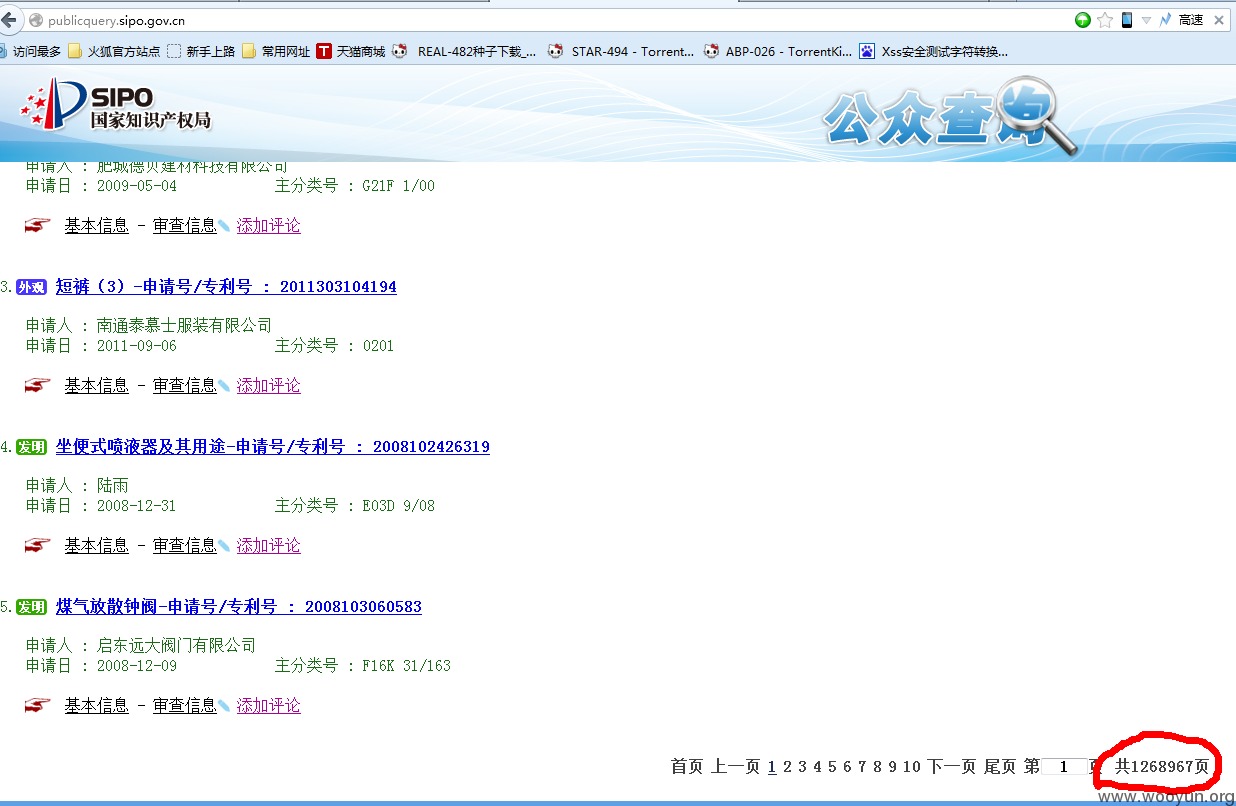 publicquery.sipo.gov.cn 高速
访问最多 火狐官方站点 新手上路 常用网址 T 天猫商城 REAL-482种子下载_... STAR-494 - Torrent... ABP-026 - TorrentKi... Xss安全测试字符转换...
SIPO
国家知识产权局
公众查询
申请人 : 肥城德贝建材科技有限公司
申请日 : 2009-05-04 主分类号 : G21F 1/00
基本信息 - 审查信息 添加评论
3. 外观 短裤（3）-申请号/专利号 : 2011303104194
申请人 : 南通泰慕士服装有限公司
申请日 : 2011-09-06 主分类号 : 0201
基本信息 - 审查信息 添加评论
4. 发明 坐便式喷液器及其用途-申请号/专利号 : 2008102426319
申请人 : 陆雨
申请日 : 2008-12-31 主分类号 : E03D 9/08
基本信息 - 审查信息 添加评论
5. 发明 煤气放散钟阀-申请号/专利号 : 2008103060583
申请人 : 启东远大阀门有限公司
申请日 : 2008-12-09 主分类号 : F16K 31/163
基本信息 - 审查信息 添加评论
首页 上一页 1 2 3 4 5 6 7 8 9 10 下一页 尾页 第 1 页 共1268967页
www.wooyun.org